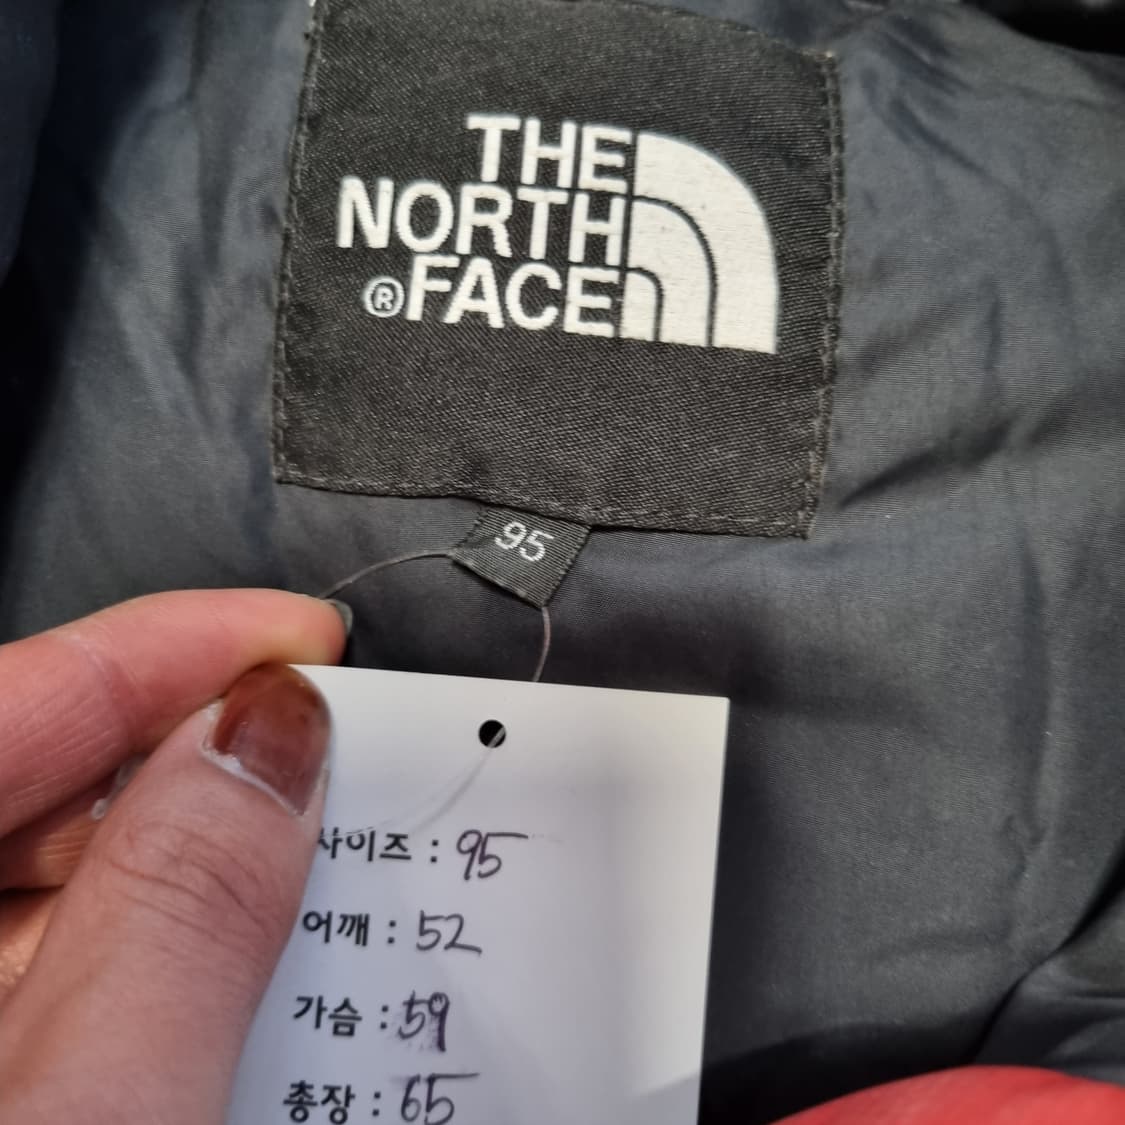 THE
NORTH
®FACE
95
사이즈 : 95
어깨 : 52
가슴 : 59
총장 : 65